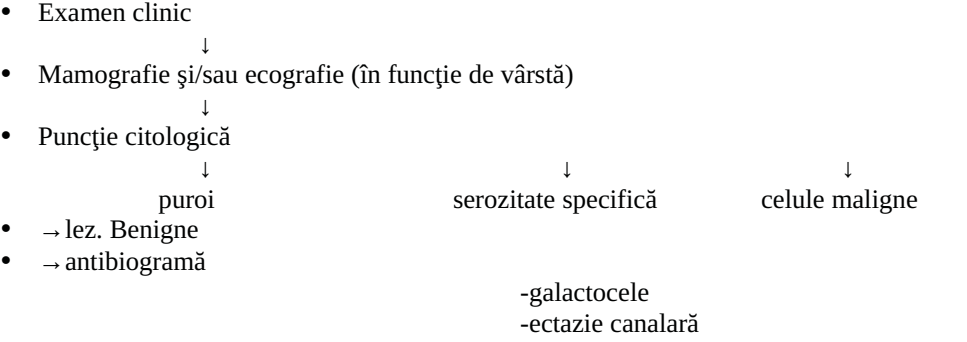 • Examen clinic
↓
• Mamografie şi/sau ecografie (în funcţie de vârstă)
↓
• Puncţie citologică
↓ ↓ ↓
puroi serozitate specifică celule maligne
• →lez. Benigne
• →antibiogramă
-galactocele
-ectazie canalară